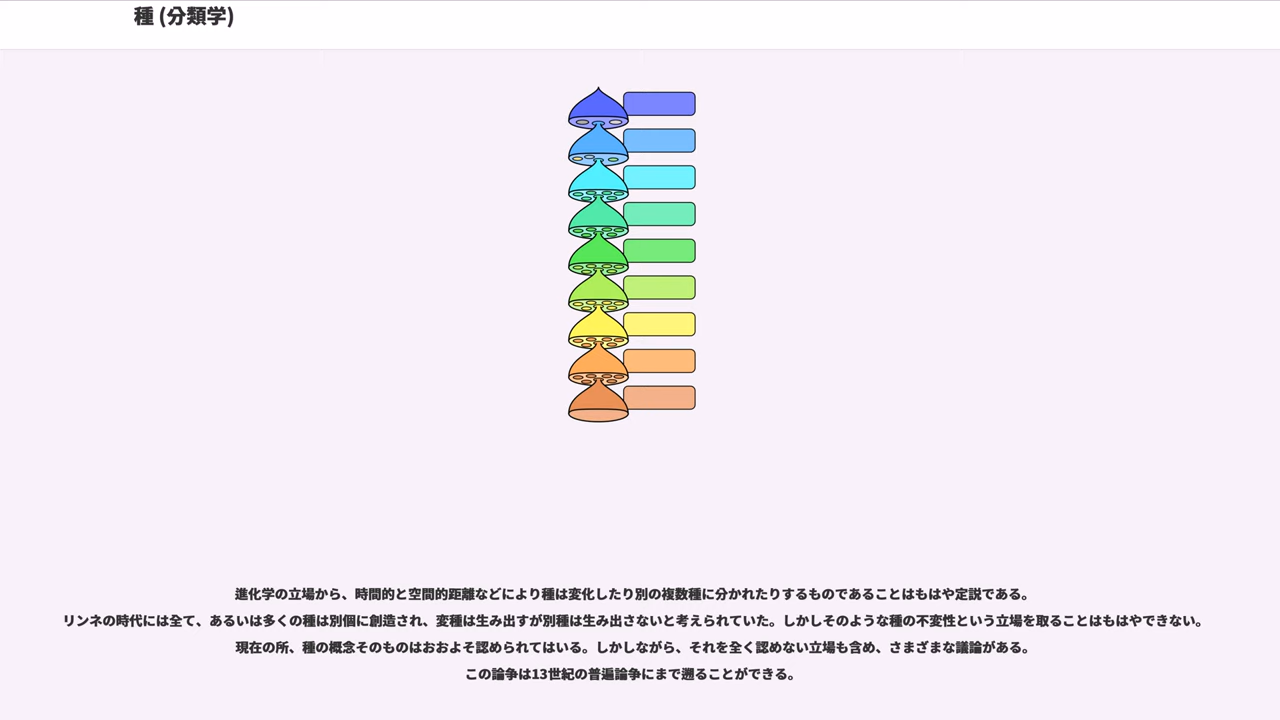 種 (分類学)
進化学の立場から、時間的と空間的距離などにより種は変化したり別の複数種に分かれたりするものであることはもはや定説である。
リンネの時代には全て、あるいは多くの種は別個に創造され、変種は生み出すが別種は生み出さないと考えられていた。しかしそのような種の不変性という立場を取ることはもはやできない。
現在の所、種の概念そのものはおおよそ認められてはいる。しかしながら、それを全く認めない立場も含め、さまざまな議論がある。
この論争は13世紀の普遍論争にまで遡ることができる。